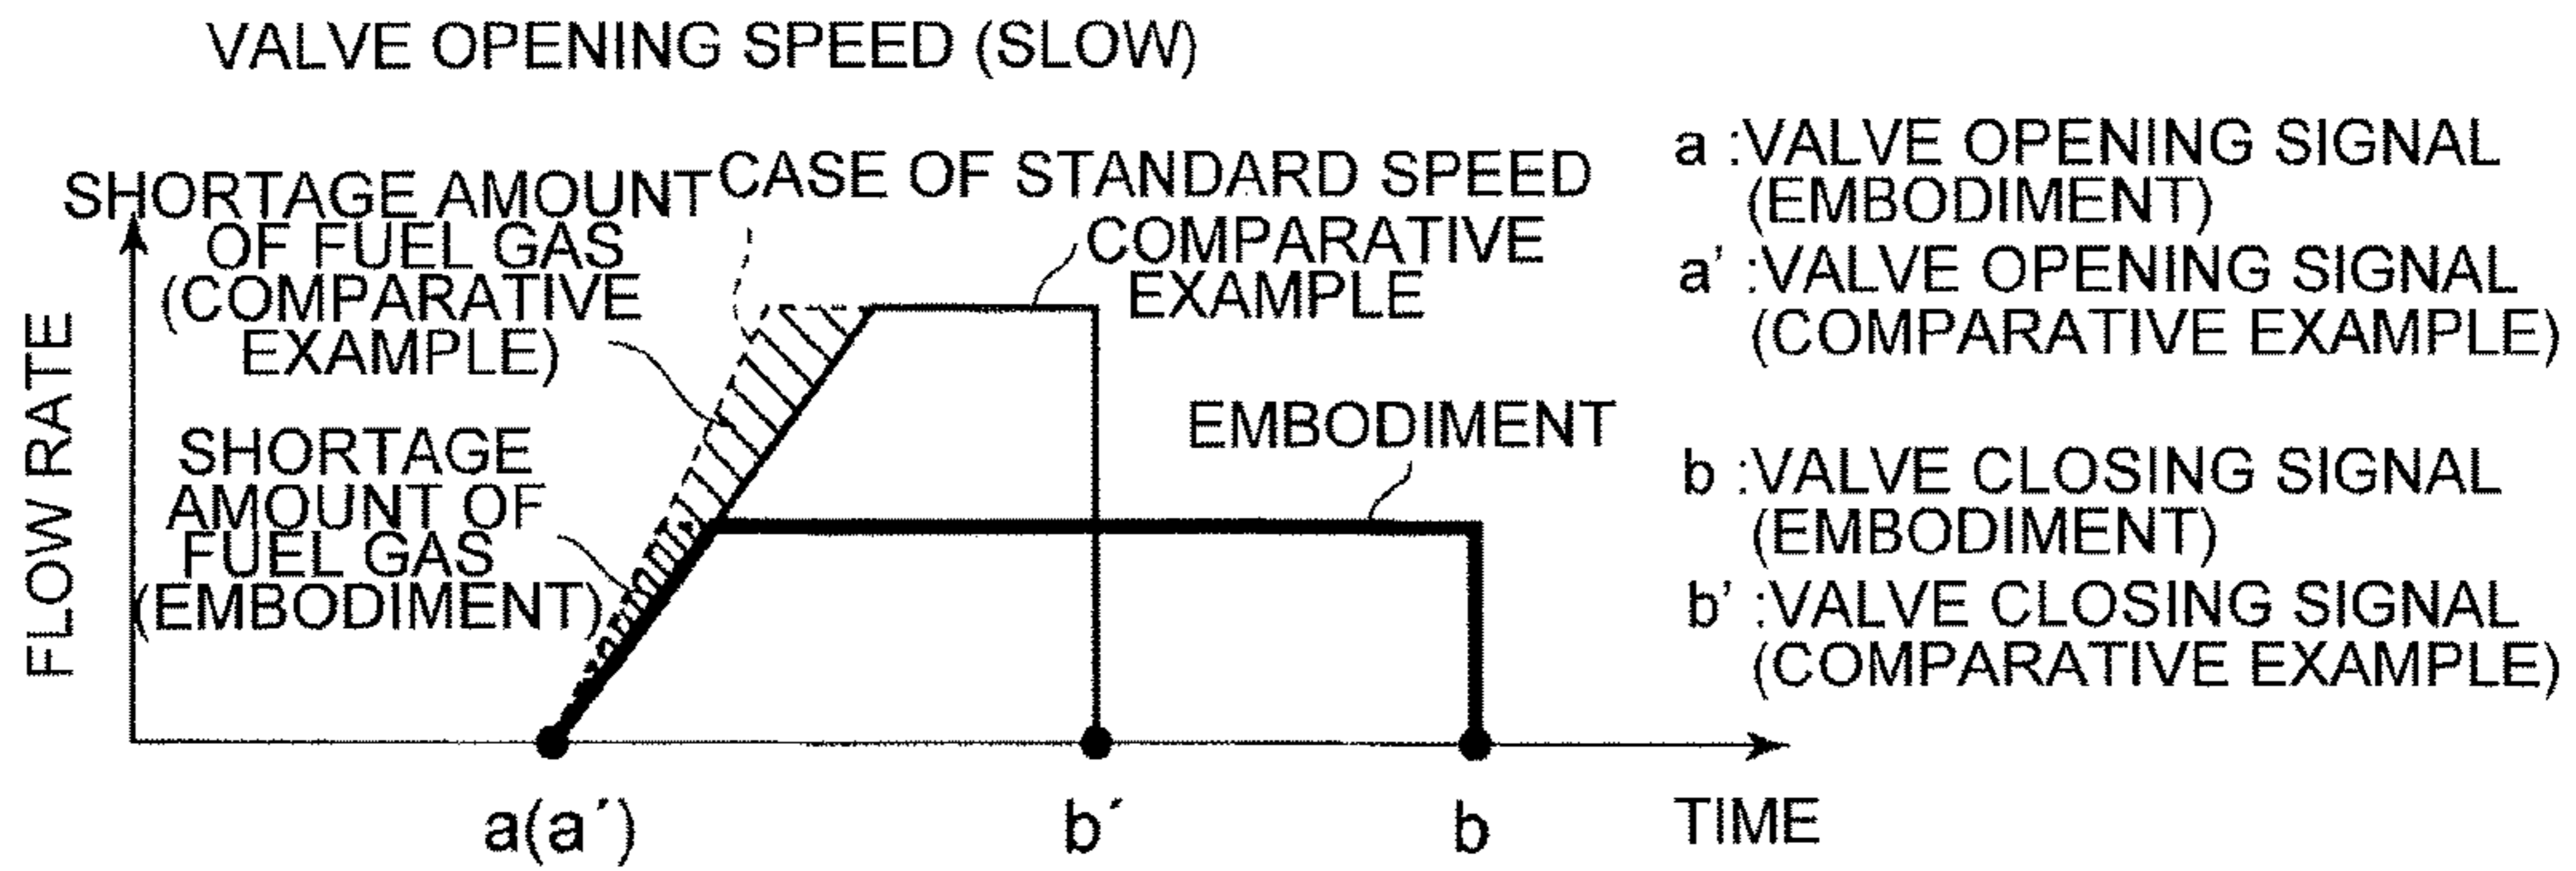 VALVE OPENING SPEED (SLOW)
SHORTAGE AMOUNT
OF FUEL GAS
(COMPARATIVE
EXAMPLE)
CASE OF STANDARD SPEED
COMPARATIVE
EXAMPLE
SHORTAGE
AMOUNT OF
FUEL GAS
(EMBODIMENT)
EMBODIMENT
FLOW RATE
a(a´)
b´
b
TIME
a :VALVE OPENING SIGNAL
(EMBODIMENT)
a’ :VALVE OPENING SIGNAL
(COMPARATIVE EXAMPLE)
b :VALVE CLOSING SIGNAL
(EMBODIMENT)
b’ :VALVE CLOSING SIGNAL
(COMPARATIVE EXAMPLE)